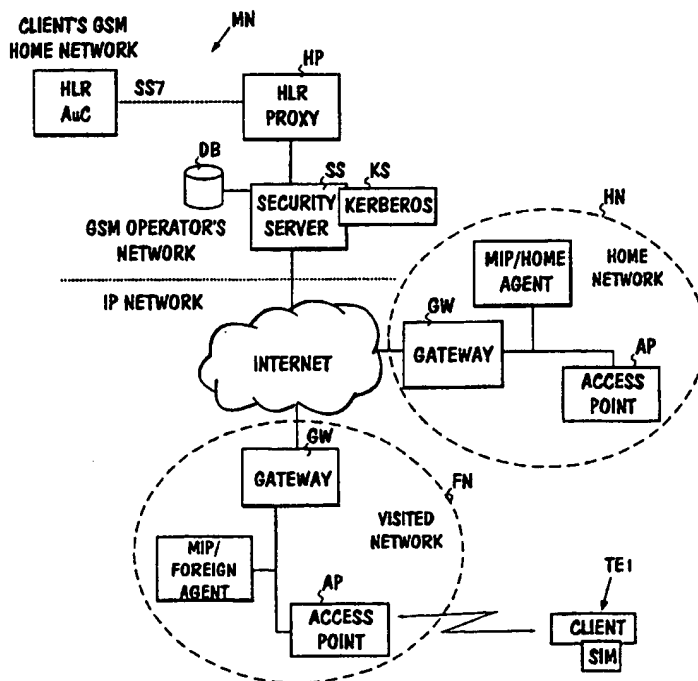 CLIENT'S GSM
HOME NETWORK
MN
HLR
AuC
SS7
HP
HLR
PROXY
DB
SS
KS
SECURITY
SERVER
KERBEROS
GSM OPERATOR'S
NETWORK
IP NETWORK
HN
MIP/HOME
AGENT
HOME
NETWORK
GW
GATEWAY
AP
ACCESS
POINT
INTERNET
GW
GATEWAY
FN
VISITED
NETWORK
MIP/
FOREIGN
AGENT
AP
ACCESS
POINT
TE1
CLIENT
SIM